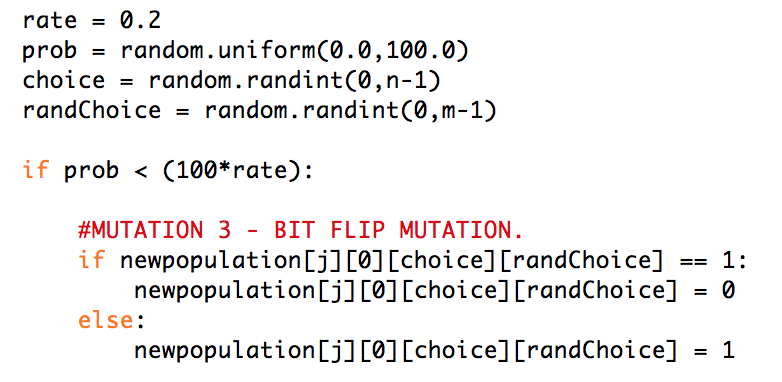 rate = 0.2
prob = random.uniform(0.0,100.0)
choice = random.randint(0,n-1)
randChoice = random.randint(0,m-1)
if prob < (100*rate):
#MUTATION 3 - BIT FLIP MUTATION.
if newpopulation[j][0][choice][randChoice] == 1:
newpopulation[j][0][choice][randChoice] = 0
else:
newpopulation[j][0][choice][randChoice] = 1